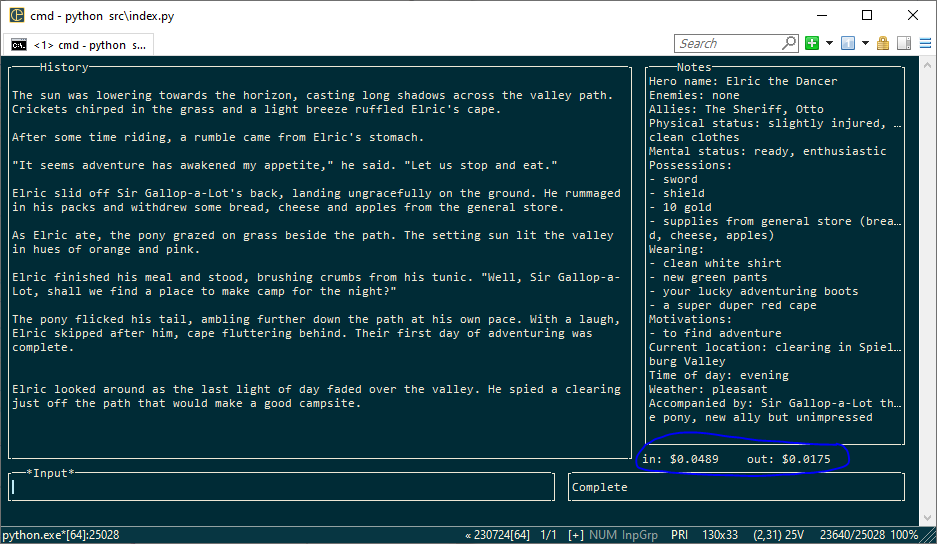 cmd - python src\index.py
<1> cmd - python s...
Search
History
The sun was lowering towards the horizon, casting long shadows across the valley path.
Crickets chirped in the grass and a light breeze ruffled Elric's cape.
After some time riding, a rumble came from Elric's stomach.
"It seems adventure has awakened my appetite," he said. "Let us stop and eat."
Elric slid off Sir Gallop-a-Lot's back, landing ungracefully on the ground. He rummaged
in his packs and withdrew some bread, cheese and apples from the general store.
As Elric ate, the pony grazed on grass beside the path. The setting sun lit the valley
in hues of orange and pink.
Elric finished his meal and stood, brushing crumbs from his tunic. "Well, Sir Gallop-a-
Lot, shall we find a place to make camp for the night?"
The pony flicked his tail, ambling further down the path at his own pace. With a laugh,
Elric skipped after him, cape fluttering behind. Their first day of adventuring was
complete.
Elric looked around as the last light of day faded over the valley. He spied a clearing
just off the path that would make a good campsite.
Notes
Hero name: Elric the Dancer
Enemies: none
Allies: The Sheriff, Otto
Physical status: slightly injured, …
clean clothes
Mental status: ready, enthusiastic
Possessions:
- sword
- shield
- 10 gold
- supplies from general store (brea…
d, cheese, apples)
Wearing:
- clean white shirt
- new green pants
- your lucky adventuring boots
- a super duper red cape
Motivations:
- to find adventure
Current location: clearing in Spiel…
burg Valley
Time of day: evening
Weather: pleasant
Accompanied by: Sir Gallop-a-Lot th…
e pony, new ally but unimpressed
in: $0.0489 out: $0.0175
*Input*
Complete
python.exe*[64]:25028
« 230724[64] 1/1 [+] NUM InpGrp PRI 130x33 (2,31) 25V 23640/25028 100%